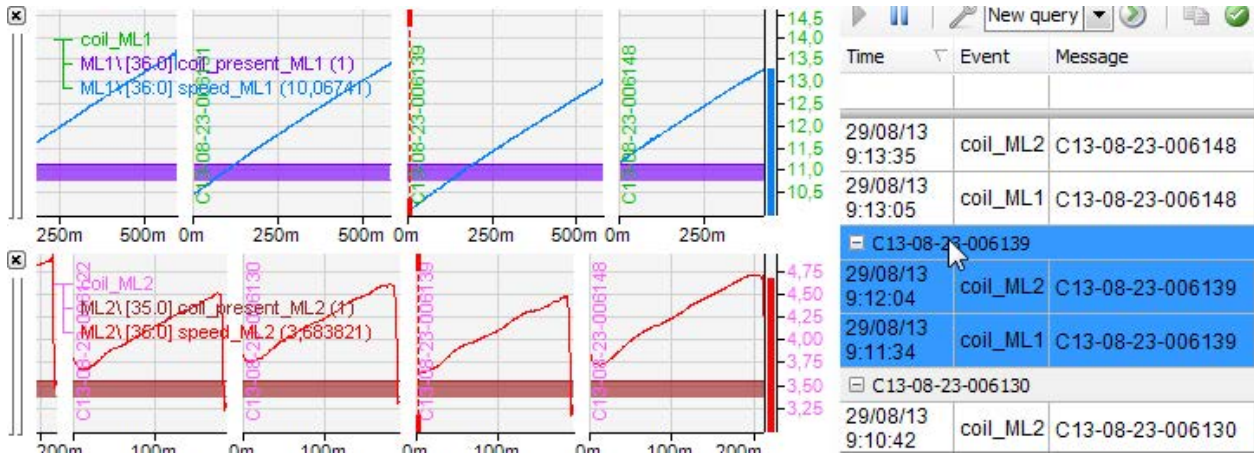 coil_ML1
ML1\[36:0] coil_present_ML1 (1)
ML1\[36:0] speed_ML1 (10,06741)
C13-08-23-006139
C13-08-23-006148
14,5
14,0
13,5
13,0
12,5
12,0
11,5
11,0
10,5
250m 500m 0m 250m 500m 0m 250m 500m 0m 250m
coil_ML2
ML2\[35.0] coil_present_ML2 (1)
ML2\[36:0] speed_ML2 (3,683821)
C13-08-23-006122
C13-08-23-006130
C13-08-23-006139
C13-08-23-006148
4,75
4,50
4,25
4,00
3,75
3,50
3,25
200m 100m 0m 100m 0m 100m 0m 100m 200m
New query
Time Event Message
29/08/13
9:13:35 coil_ML2 C13-08-23-006148
29/08/13
9:13:05 coil_ML1 C13-08-23-006148
C13-08-23-006139
29/08/13
9:12:04 coil_ML2 C13-08-23-006139
29/08/13
9:11:34 coil_ML1 C13-08-23-006139
C13-08-23-006130
29/08/13
9:10:42 coil_ML2 C13-08-23-006130